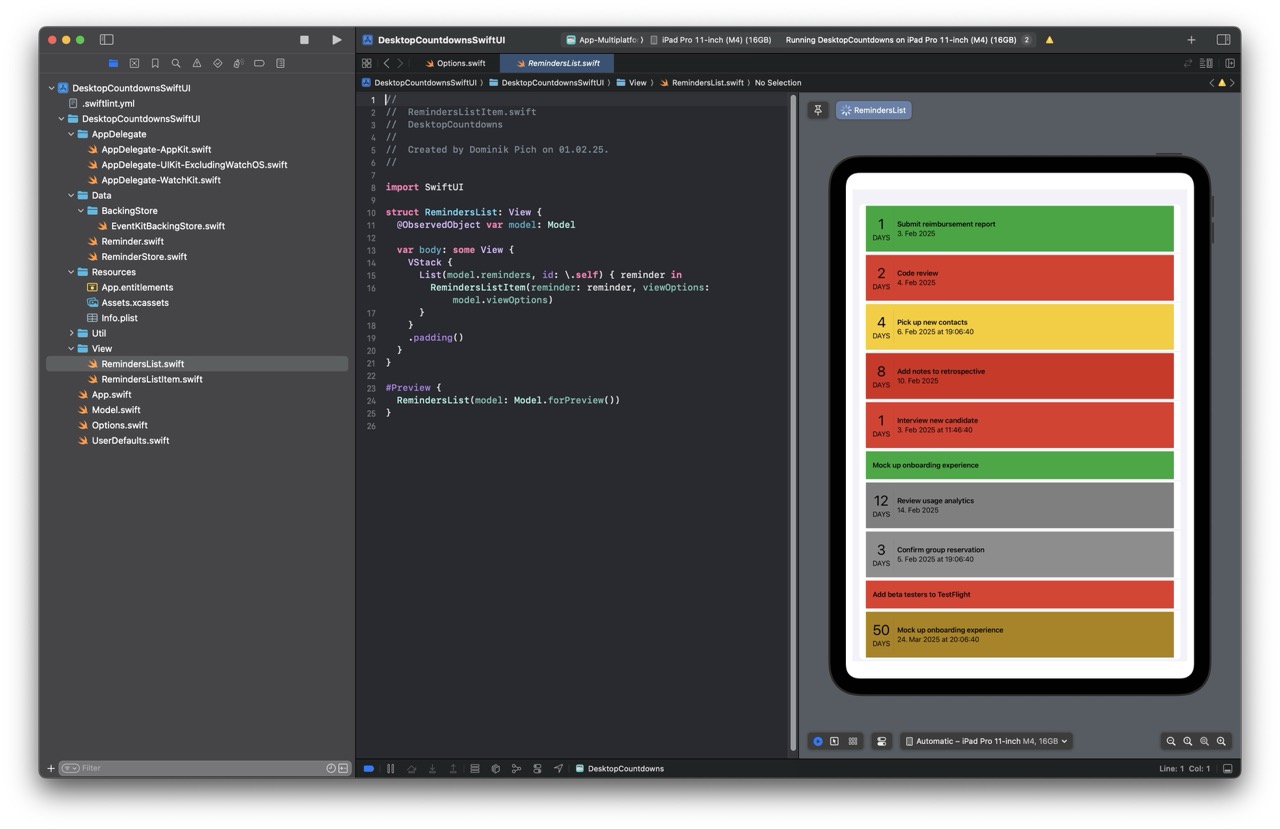 DesktopCountdownsSwiftUI
App-Multiplatfo
iPad Pro 11-inch (M4) (16GB)
Running DesktopCountdowns on iPad Pro 11-inch (M4) (16GB)
2
Options.swift
RemindersList.swift
DesktopCountdownsSwiftUI
DesktopCountdownsSwiftUI
View
RemindersList.swift
No Selection
DesktopCountdownsSwiftUI
.swiftlint.yml
DesktopCountdownsSwiftUI
AppDelegate
AppDelegate-AppKit.swift
AppDelegate-UIKit-ExcludingWatchOS.swift
AppDelegate-WatchKit.swift
Data
BackingStore
EventKitBackingStore.swift
Reminder.swift
ReminderStore.swift
Resources
App.entitlements
Assets.xcassets
Info.plist
Util
View
RemindersList.swift
RemindersListItem.swift
App.swift
Model.swift
Options.swift
UserDefaults.swift
Filter
1 //
2 // RemindersListItem.swift
3 // DesktopCountdowns
4 //
5 // Created by Dominik Pich on 01.02.25.
6 //
7
8 import SwiftUI
9
10 struct RemindersList: View {
11 @ObservedObject var model: Model
12
13 var body: some View {
14 VStack {
15 List(model.reminders, id: \.self) { reminder in
16 RemindersListItem(reminder: reminder, viewOptions:
model.viewOptions)
17 }
18 }
19 .padding()
20 }
21 }
22
23 #Preview {
24 RemindersList(model: Model.forPreview())
25 }
26
RemindersList
1
DAYS
Submit reimbursement report
3. Feb 2025
2
DAYS
Code review
4. Feb 2025
4
DAYS
Pick up new contacts
6. Feb 2025 at 19:06:40
8
DAYS
Add notes to retrospective
10. Feb 2025
1
DAYS
Interview new candidate
3. Feb 2025 at 11:46:40
Mock up onboarding experience
12
DAYS
Review usage analytics
14. Feb 2025
3
DAYS
Confirm group reservation
5. Feb 2025 at 19:06:40
Add beta testers to TestFlight
50
DAYS
Mock up onboarding experience
24. Mar 2025 at 20:06:40
Automatic – iPad Pro 11-inch M4, 16GB
DesktopCountdowns
Line: 1 Col: 1